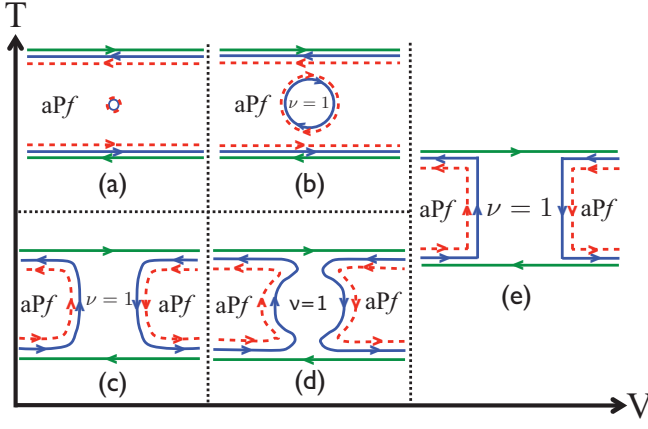 T
aPf
aPf
ν = 1
(a)
(b)
aPf
ν = 1
aPf
(e)
aPf
ν = 1
aPf
aPf
ν=1
aPf
(c)
(d)
V